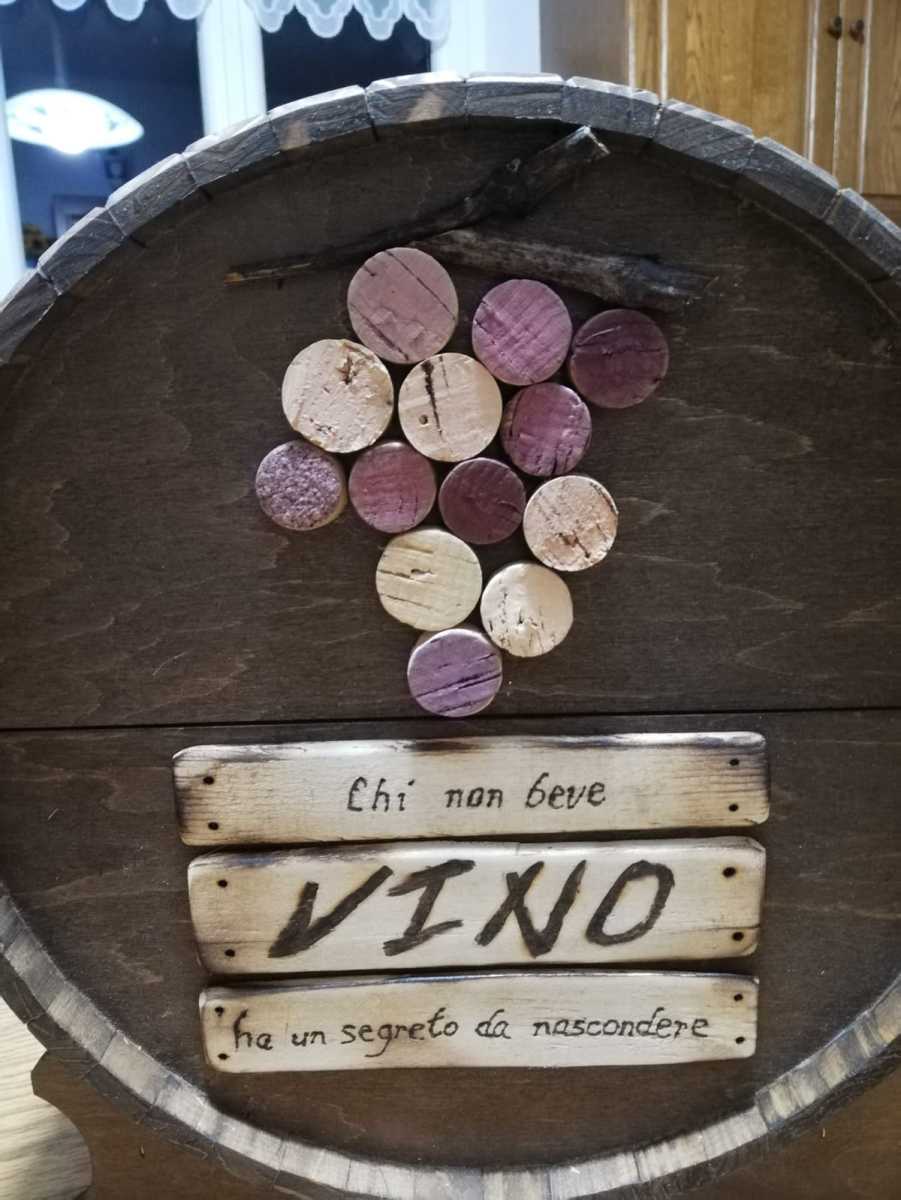 Chi non beve
VINO
ha un segreto da nascondere